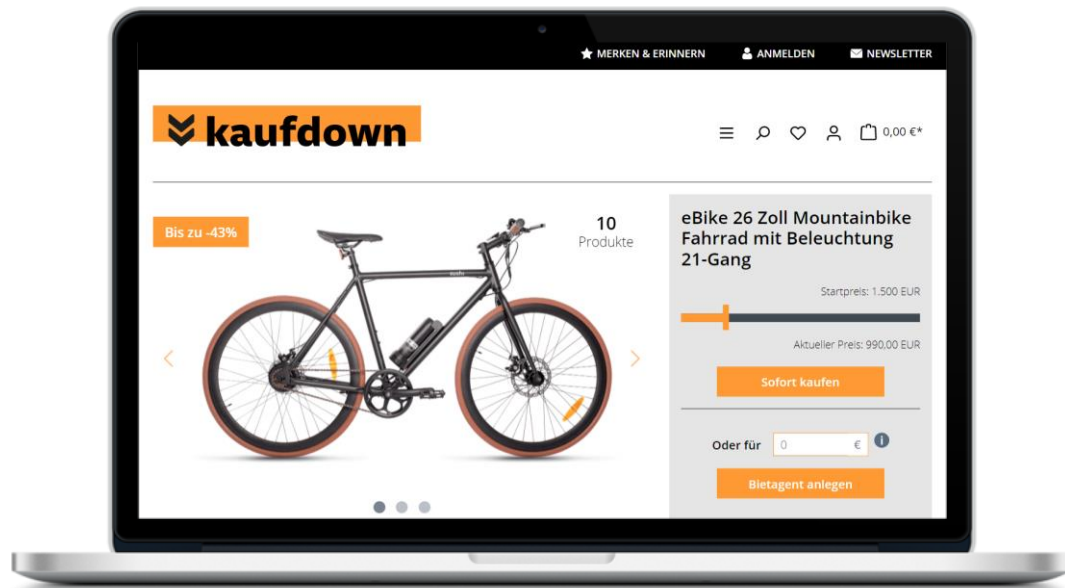 MERKEN & ERINNERN ANMELDEN NEWSLETTER
kaufdown
0,00 €*
Bis zu -43%
10
Produkte
eBike 26 Zoll Mountainbike
Fahrrad mit Beleuchtung
21-Gang
Startpreis: 1.500 EUR
Aktueller Preis: 990,00 EUR
Sofort kaufen
Oder für 0 €
Bietagent anlegen